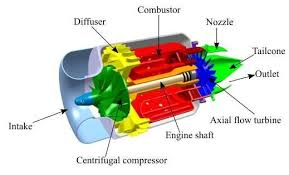 Combustor
Diffuser
Nozzle
Tailcone
Outlet
Intake
Engine shaft
Axial flow turbine
Centrifugal compressor